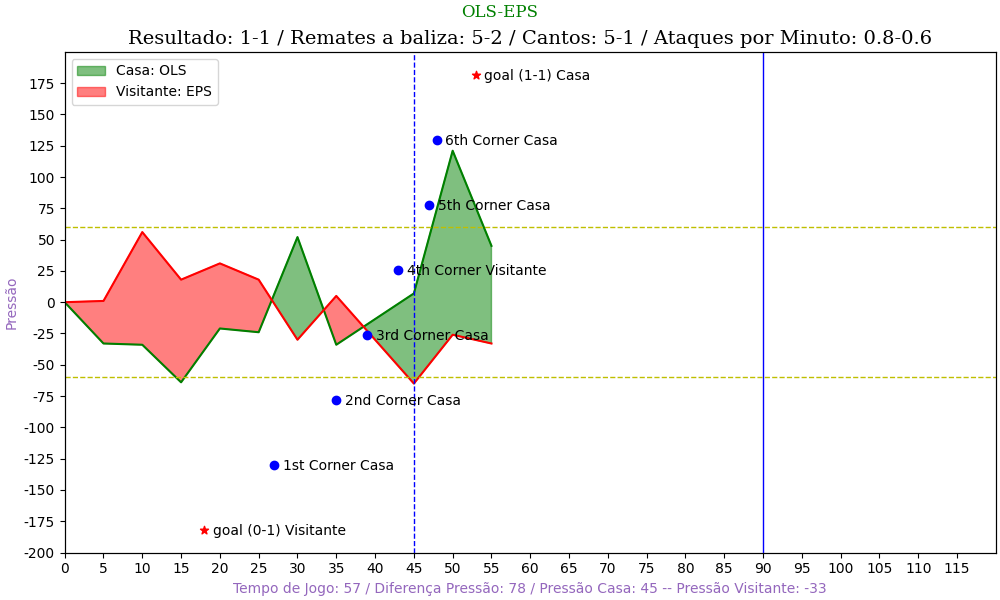 OLS-EPS
Resultado: 1-1 / Remates a baliza: 5-2 / Cantos: 5-1 / Ataques por Minuto: 0.8-0.6
Casa: OLS
Visitante: EPS
goal (1-1) Casa
6th Corner Casa
5th Corner Casa
4th Corner Visitante
3rd Corner Casa
2nd Corner Casa
1st Corner Casa
goal (0-1) Visitante
Pressão
175
150
125
100
75
50
25
0
-25
-50
-75
-100
-125
-150
-175
-200
0 5 10 15 20 25 30 35 40 45 50 55 60 65 70 75 80 85 90 95 100 105 110 115
Tempo de Jogo: 57 / Diferença Pressão: 78 / Pressão Casa: 45 -- Pressão Visitante: -33